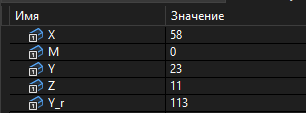 Имя Значение
X 58
M 0
Y 23
Z 11
Y_r 113